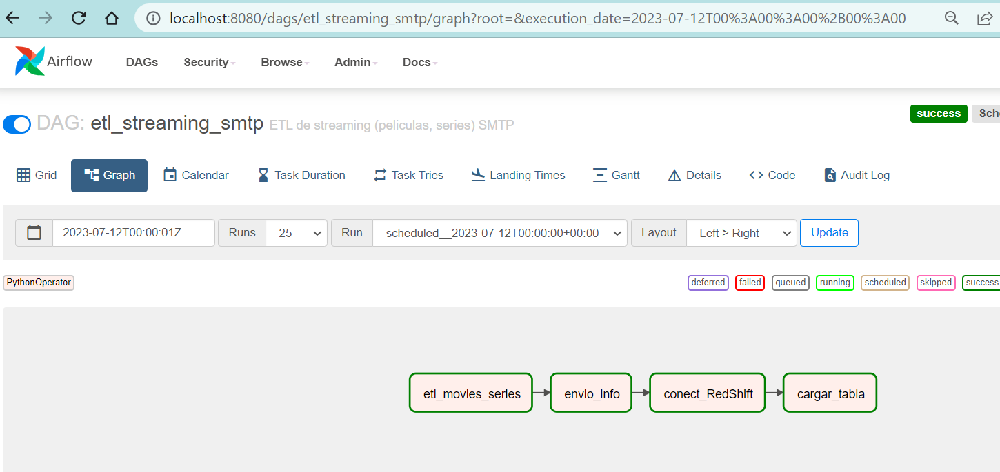 localhost:8080/dags/etl_streaming_smtp/graph?root=&execution_date=2023-07-12T00%3A00%3A00%2B00%3A00
Airflow DAGs Security Browse Admin Docs
DAG: etl_streaming_smtp ETL de streaming (peliculas, series) SMTP success Sch
Grid Graph Calendar Task Duration Task Tries Landing Times Gantt Details <> Code Audit Log
2023-07-12T00:00:01Z Runs 25 Run scheduled__2023-07-12T00:00:00+00:00 Layout Left > Right Update
PythonOperator deferred failed queued running scheduled skipped success
etl_movies_series envio_info conect_RedShift cargar_tabla